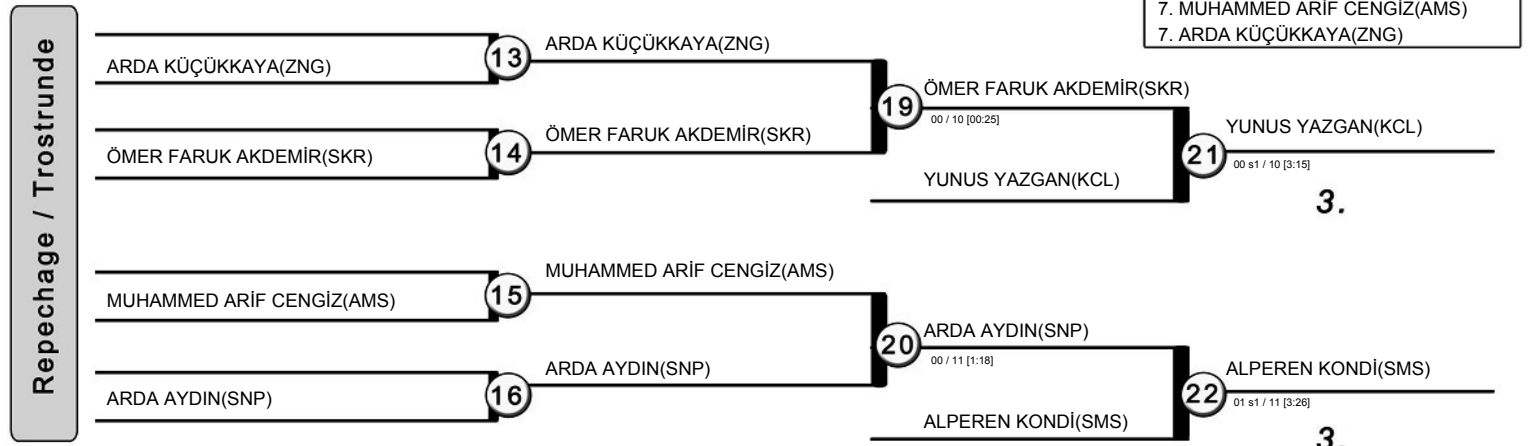 7. MUHAMMED ARİF CENGİZ(AMS)
7. ARDA KÜÇÜKKAYA(ZNG)
Repechage / Trostrunde
ARDA KÜÇÜKKAYA(ZNG)
13
ARDA KÜÇÜKKAYA(ZNG)
ÖMER FARUK AKDEMİR(SKR)
14
ÖMER FARUK AKDEMİR(SKR)
19
ÖMER FARUK AKDEMİR(SKR)
00 / 10 [00:25]
YUNUS YAZGAN(KCL)
21
YUNUS YAZGAN(KCL)
00 s1 / 10 [3:15]
3.
MUHAMMED ARİF CENGİZ(AMS)
15
MUHAMMED ARİF CENGİZ(AMS)
ARDA AYDIN(SNP)
16
ARDA AYDIN(SNP)
20
ARDA AYDIN(SNP)
00 / 11 [1:18]
ALPEREN KONDİ(SMS)
22
ALPEREN KONDİ(SMS)
01 s1 / 11 [3:26]
3.